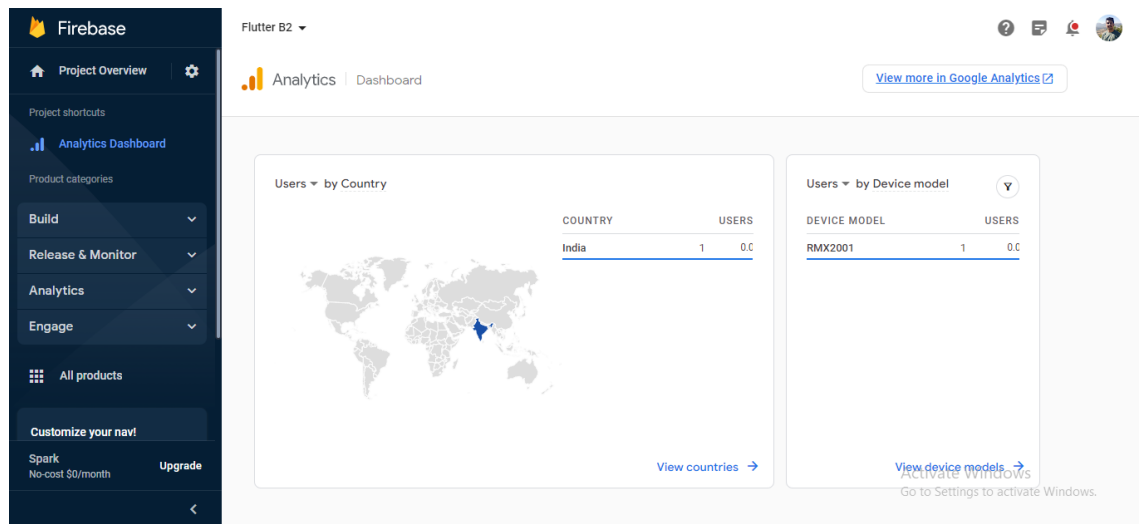 Firebase
Flutter B2
Project Overview
Analytics
Dashboard
View more in Google Analytics
Project shortcuts
Analytics Dashboard
Product categories
Build
Release & Monitor
Analytics
Engage
All products
Customize your nav!
Spark
No-cost $0/month
Upgrade
Users by Country
COUNTRY USERS
India 1 0.0
View countries
Users by Device model
DEVICE MODEL USERS
RMX2001 1 0.0
View device models
Activate Windows
Go to Settings to activate Windows.